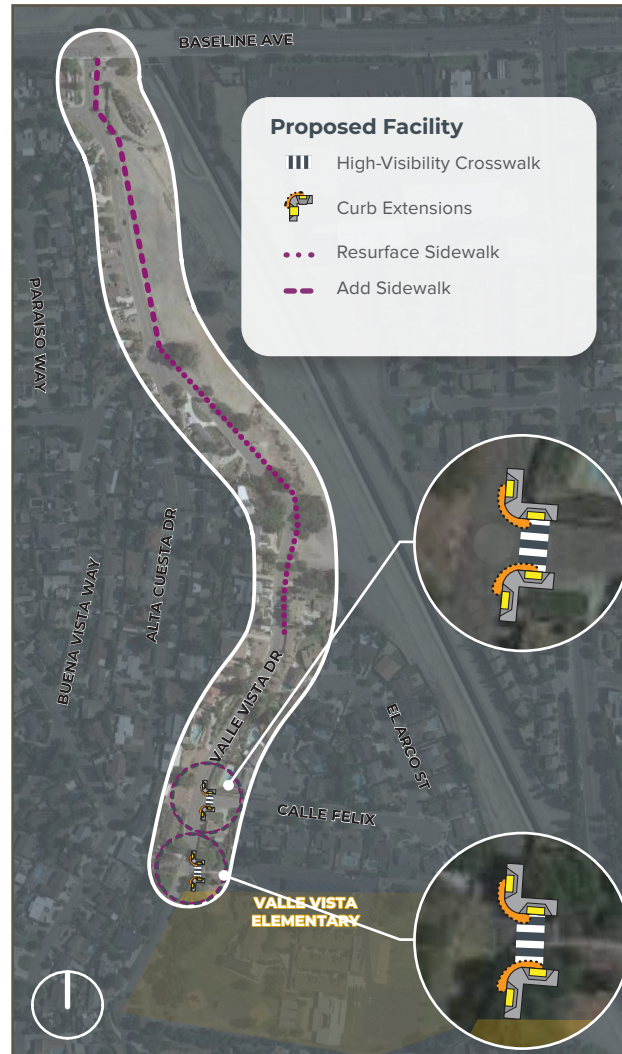 BASELINE AVE
Proposed Facility
High-Visibility Crosswalk
Curb Extensions
Resurface Sidewalk
Add Sidewalk
PARAISO WAY
ALTA CUESTA DR
BUENA VISTA WAY
VALLE VISTA DR
EL ARCO ST
CALLE FELIX
VALLE VISTA
ELEMENTARY